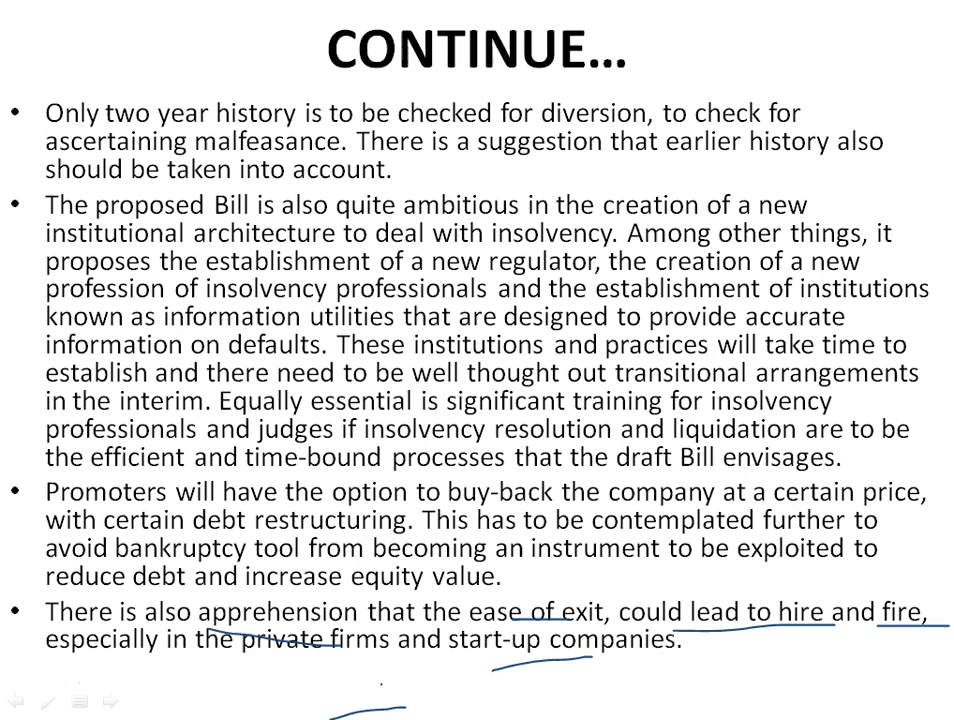 CONTINUE…
• Only two year history is to be checked for diversion, to check for
ascertaining malfeasance. There is a suggestion that earlier history also
should be taken into account.
• The proposed Bill is also quite ambitious in the creation of a new
institutional architecture to deal with insolvency. Among other things, it
proposes the establishment of a new regulator, the creation of a new
profession of insolvency professionals and the establishment of institutions
known as information utilities that are designed to provide accurate
information on defaults. These institutions and practices will take time to
establish and there need to be well thought out transitional arrangements
in the interim. Equally essential is significant training for insolvency
professionals and judges if insolvency resolution and liquidation are to be
the efficient and time-bound processes that the draft Bill envisages.
• Promoters will have the option to buy-back the company at a certain price,
with certain debt restructuring. This has to be contemplated further to
avoid bankruptcy tool from becoming an instrument to be exploited to
reduce debt and increase equity value.
• There is also apprehension that the ease of exit, could lead to hire and fire,
especially in the private firms and start-up companies.